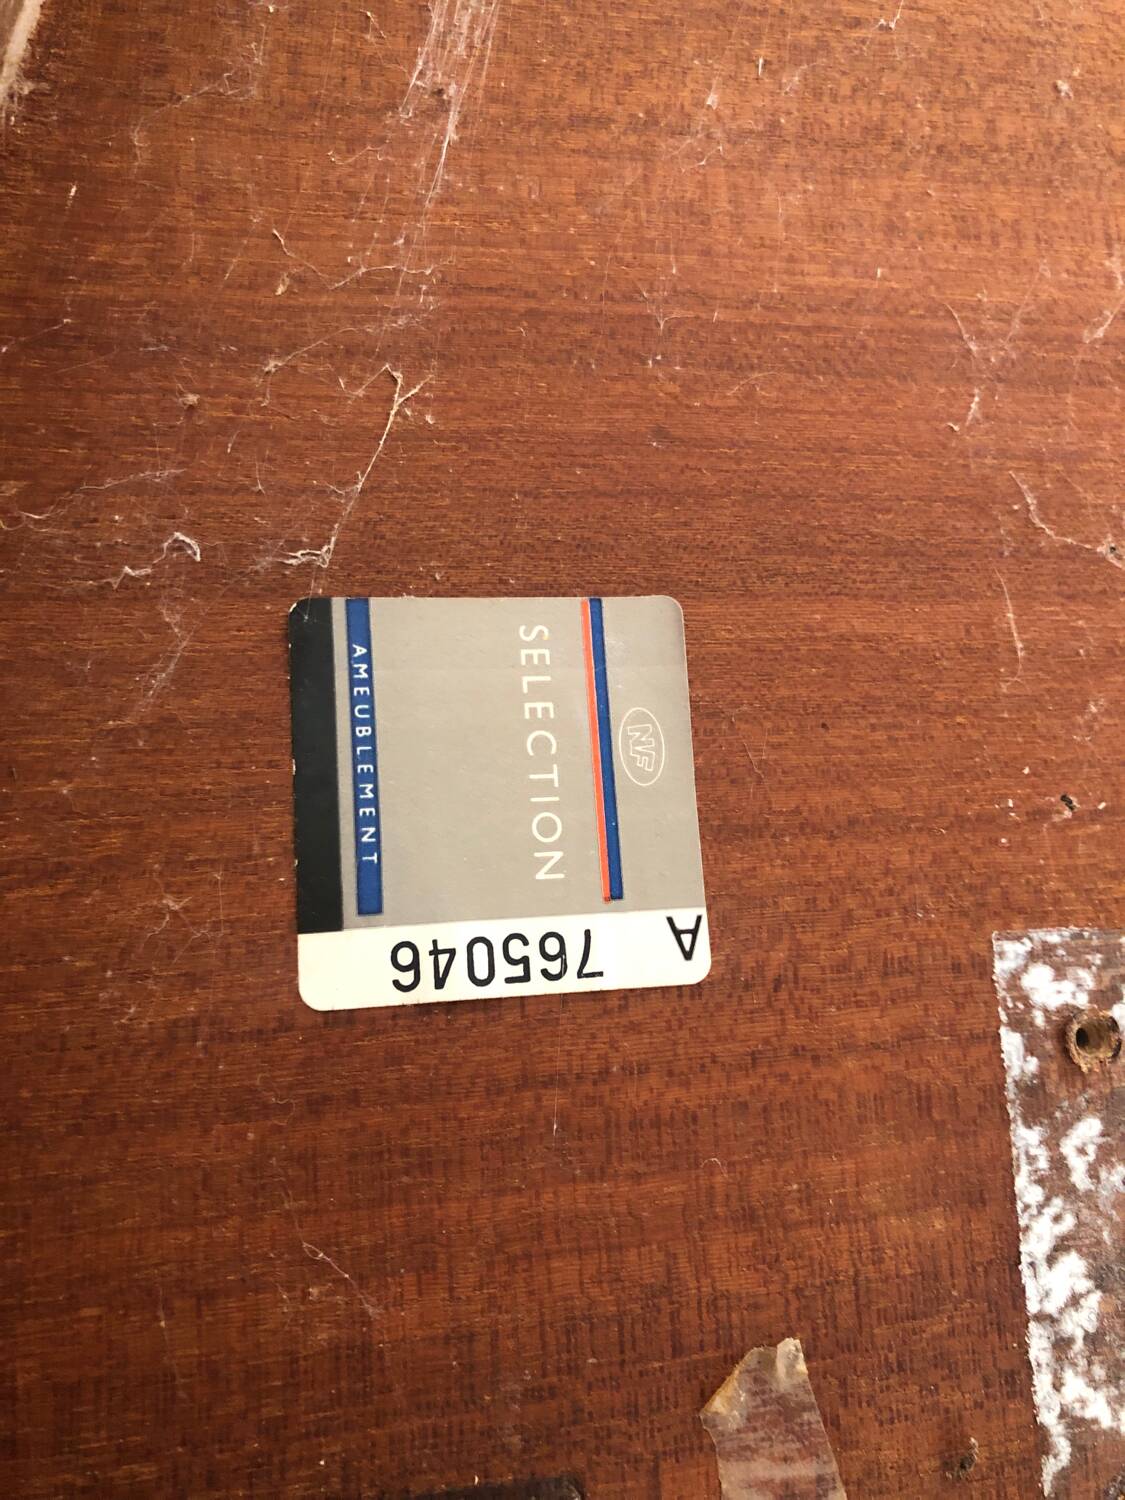 NF
SELECTION
AMEUBLEMENT
A 765046